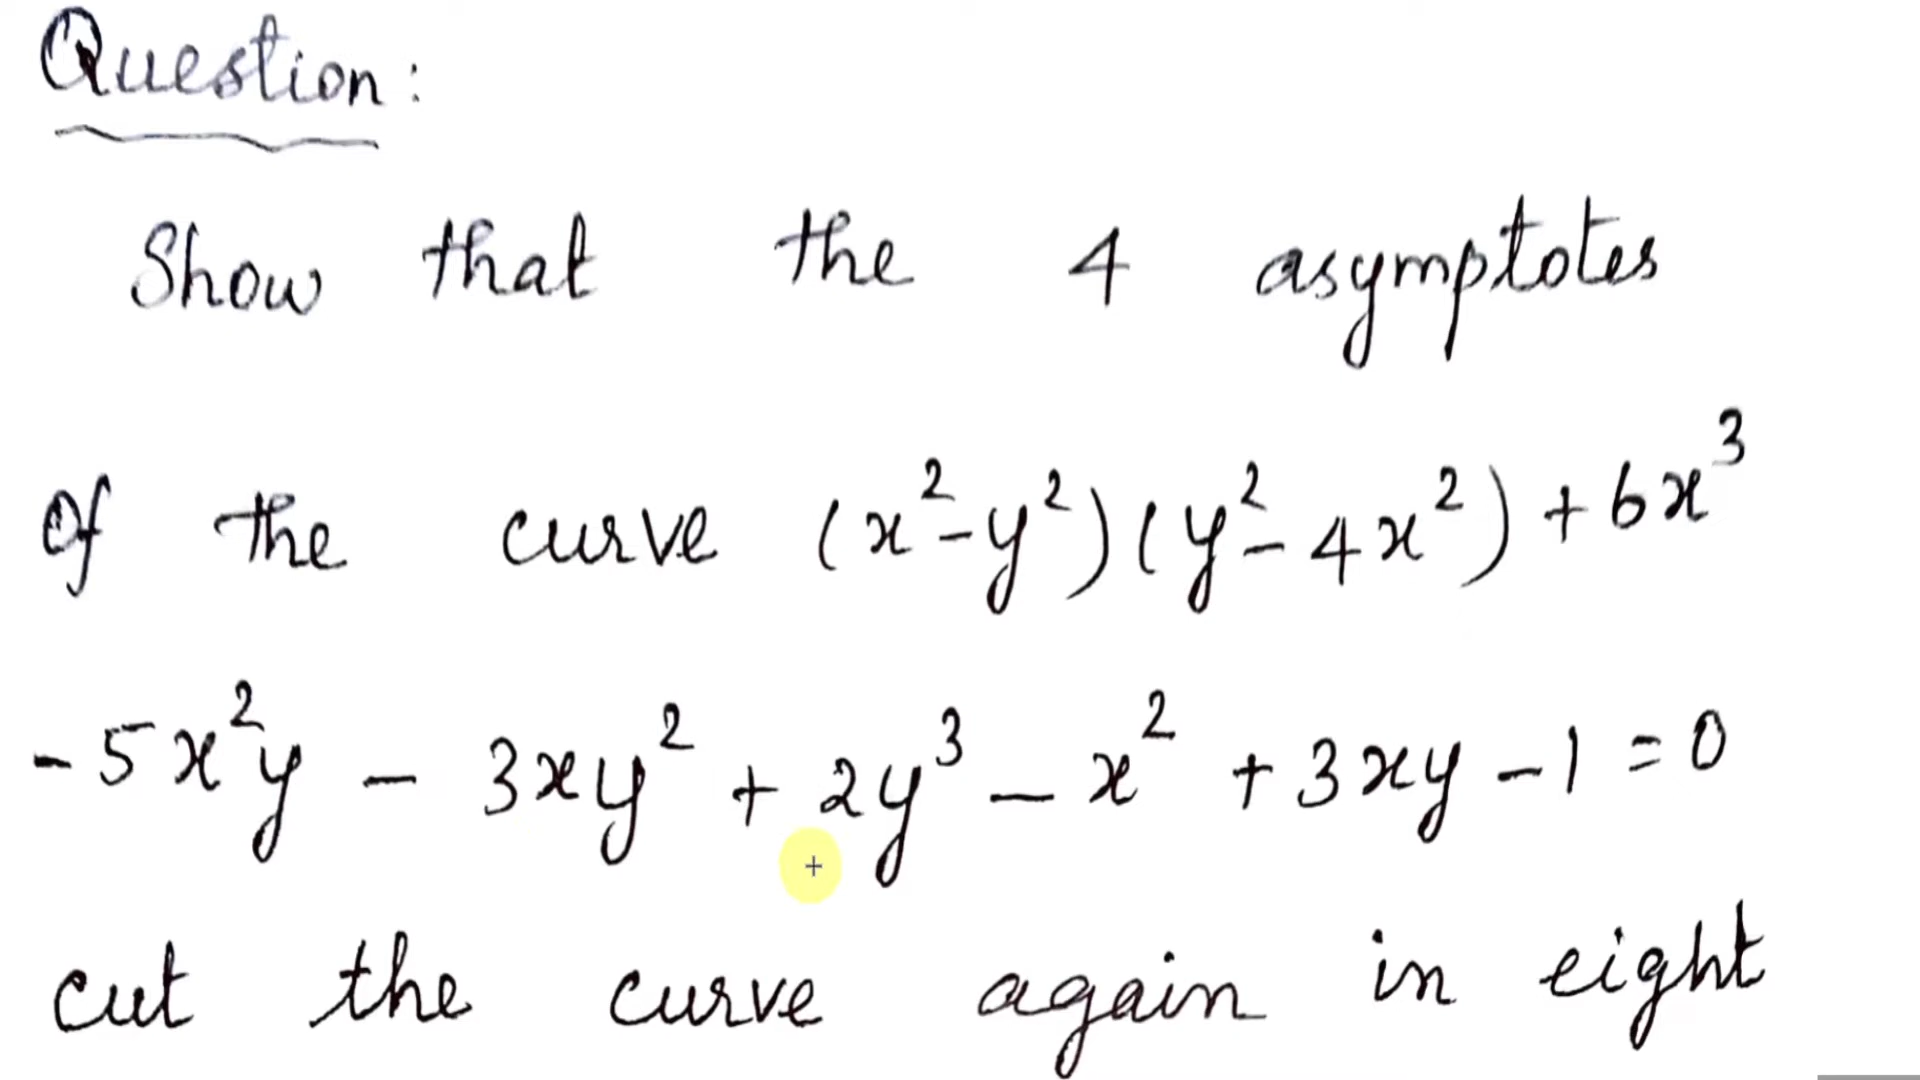 Question:
Show that the 4 asymptotes
Of the curve (x²-y²)(y²-4x²)+6x³
-5x²y - 3xy² + 2y³ - x² + 3xy - 1 = 0
cut the curve again in eight